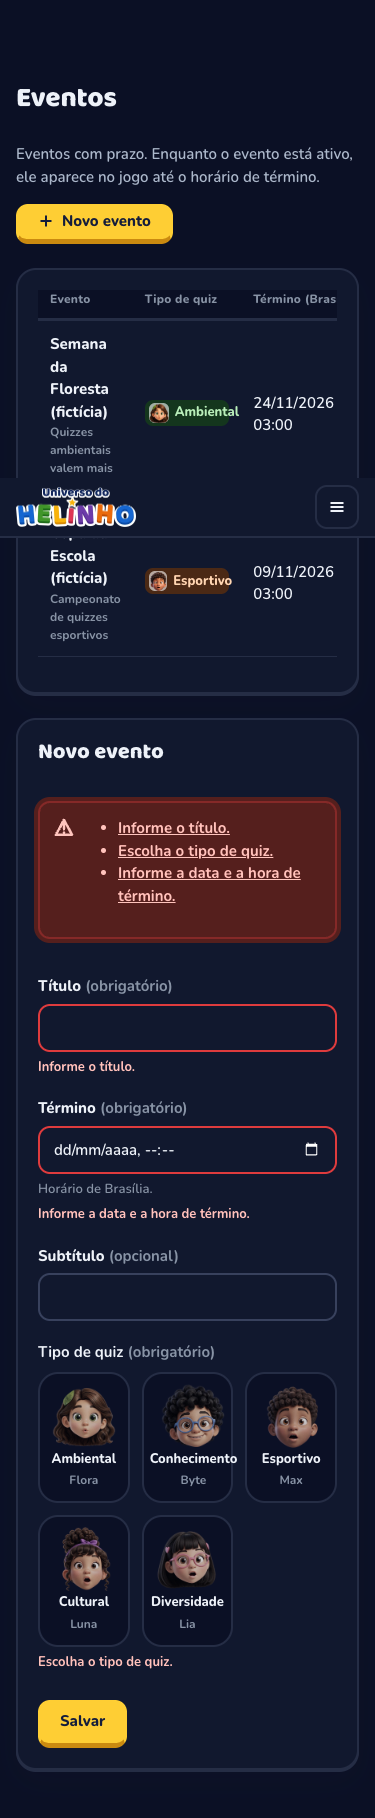 Eventos
Eventos com prazo. Enquanto o evento está ativo,
ele aparece no jogo até o horário de término.
+ Novo evento
Evento Tipo de quiz Término (Bras
Semana
da
Floresta
(fictícia)
Quizzes
ambientais
valem mais
Ambiental
24/11/2026
03:00
Universo do
HELINHO
Escola
(fictícia)
Campeonato
de quizzes
esportivos
Esportivo
09/11/2026
03:00
Novo evento
• Informe o título.
• Escolha o tipo de quiz.
• Informe a data e a hora de
término.
Título (obrigatório)
Informe o título.
Término (obrigatório)
dd/mm/aaaa, --:--
Horário de Brasília.
Informe a data e a hora de término.
Subtítulo (opcional)
Tipo de quiz (obrigatório)
Ambiental
Flora
Conhecimento
Byte
Esportivo
Max
Cultural
Luna
Diversidade
Lia
Escolha o tipo de quiz.
Salvar